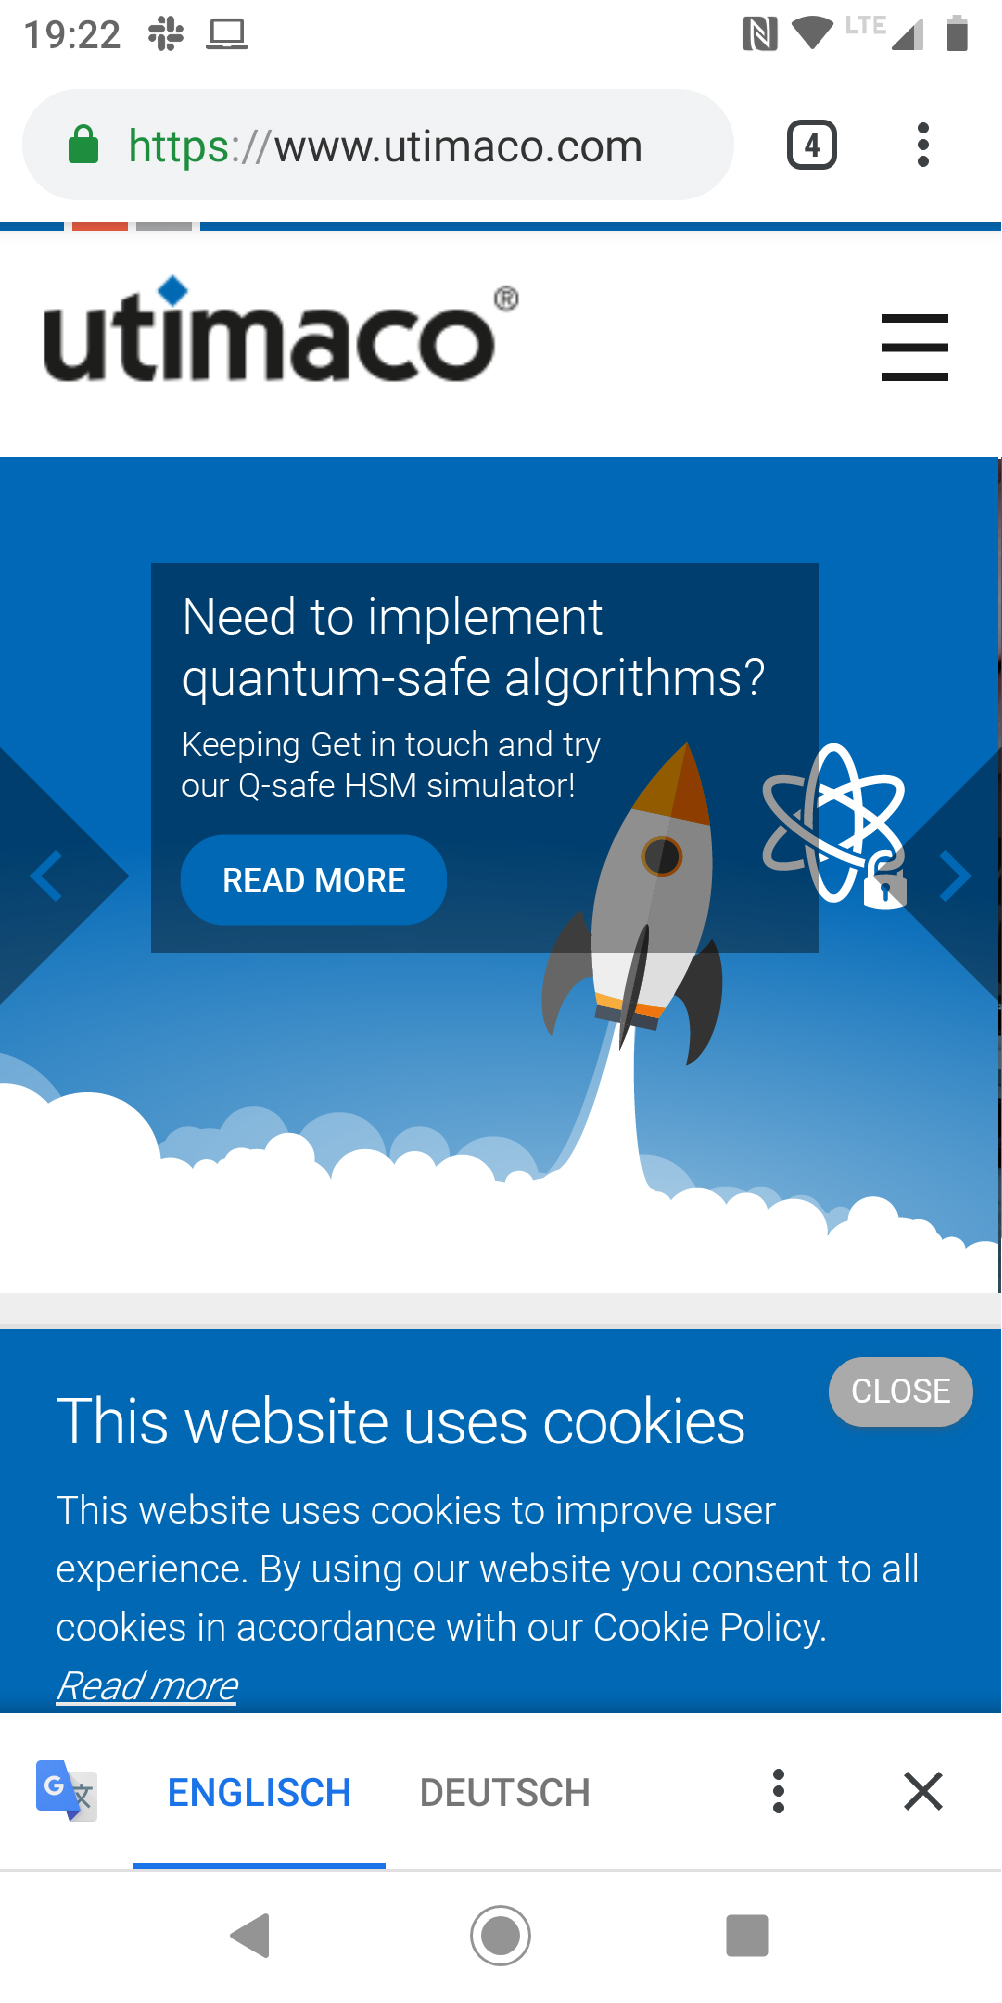 19:22
LTE
https://www.utimaco.com
4
utimaco®
Need to implement
quantum-safe algorithms?
Keeping Get in touch and try
our Q-safe HSM simulator!
READ MORE
CLOSE
This website uses cookies
This website uses cookies to improve user
experience. By using our website you consent to all
cookies in accordance with our Cookie Policy.
Read more
ENGLISCH DEUTSCH